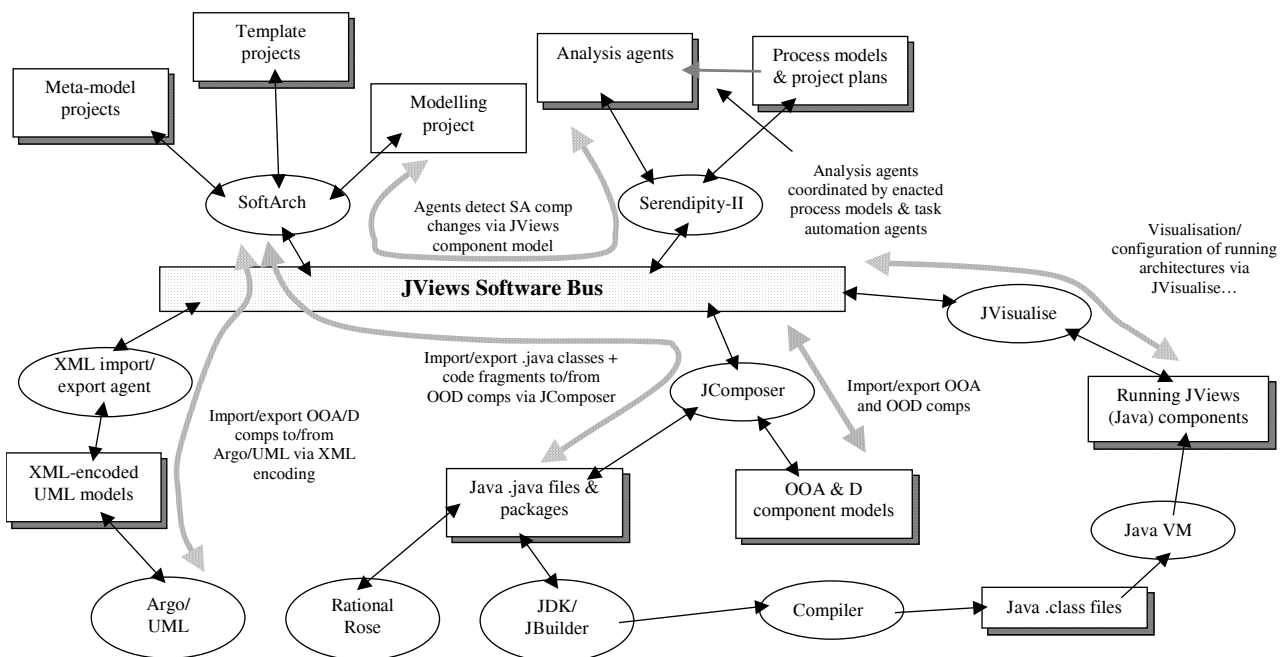 Template
projects
Meta-model
projects
Modelling
project
Analysis agents
Process models
& project plans
SoftArch
Agents detect SA comp
changes via JViews
component model
Serendipity-II
Analysis agents
coordinated by enacted
process models & task
automation agents
Visualisation/
configuration of running
architectures via
JVisualise…
JViews Software Bus
JVisualise
XML import/
export agent
Import/export OOA/D
comps to/from
Argo/UML via XML
encoding
Import/export .java classes +
code fragments to/from
OOD comps via JComposer
JComposer
Import/export OOA
and OOD comps
Running JViews
(Java) components
XML-encoded
UML models
Java .java files &
packages
OOA & D
component models
Java VM
Argo/
UML
Rational
Rose
JDK/
JBuilder
Compiler
Java .class files